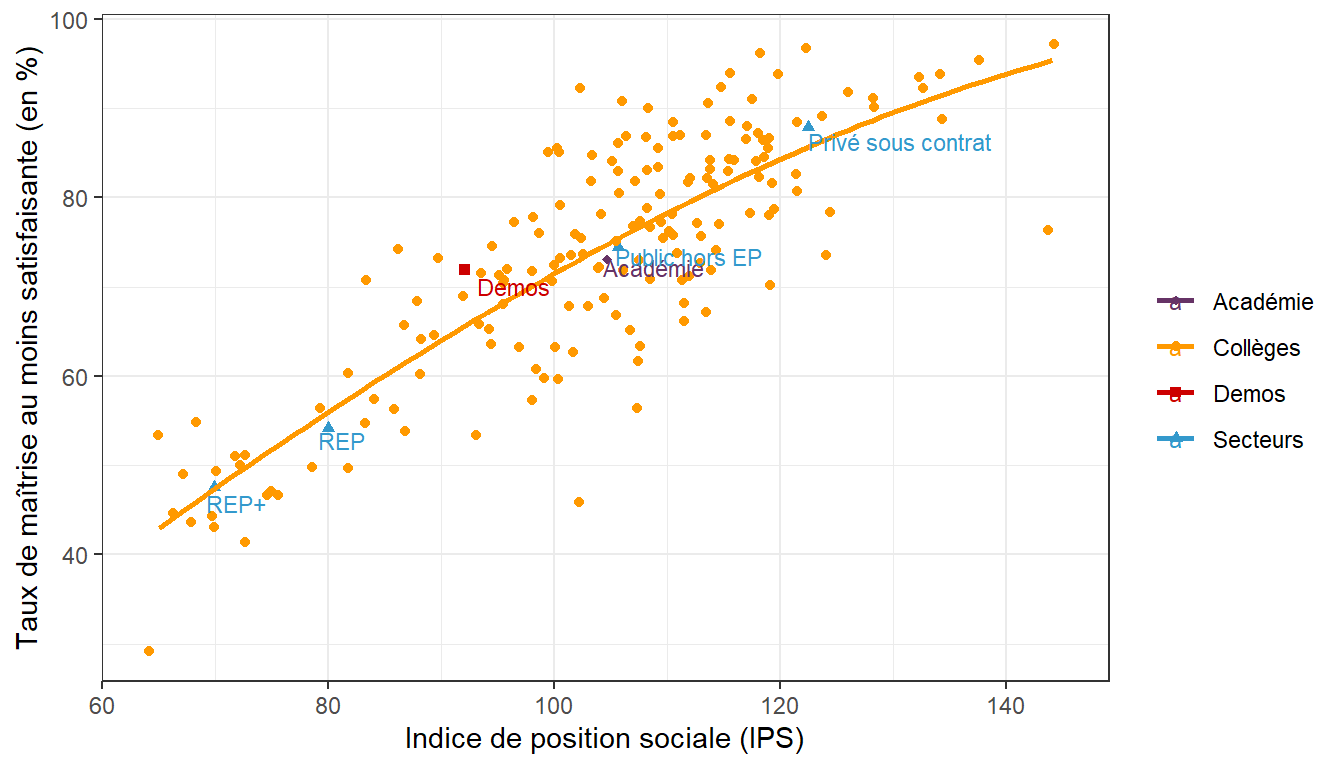 Taux de maîtrise au moins satisfaisante (en %)
100
80
60
40
Privé sous contrat
Public hors EP
Académie
Demos
REP
REP+
60
80
100
120
140
Indice de position sociale (IPS)
a Académie
a Collèges
a Demos
a Secteurs